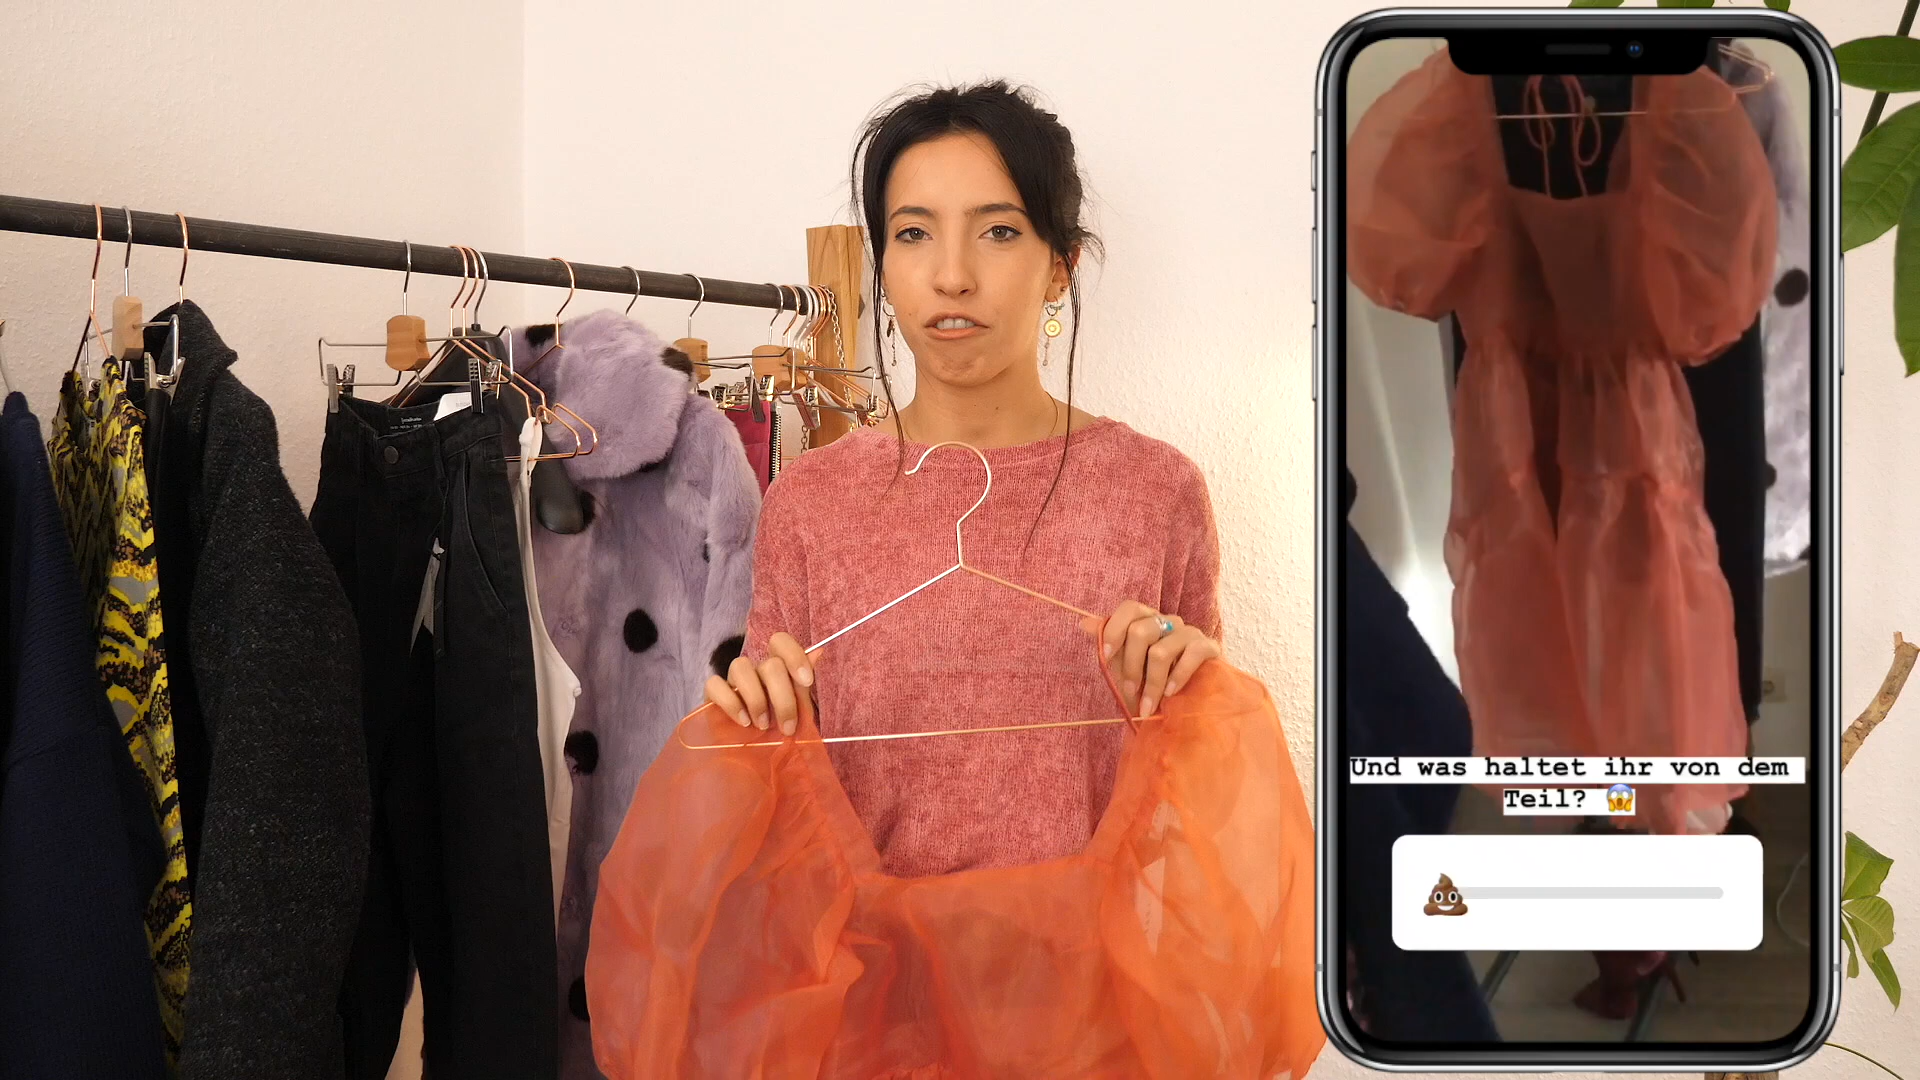 Und was haltet ihr von dem
Teil? 😱